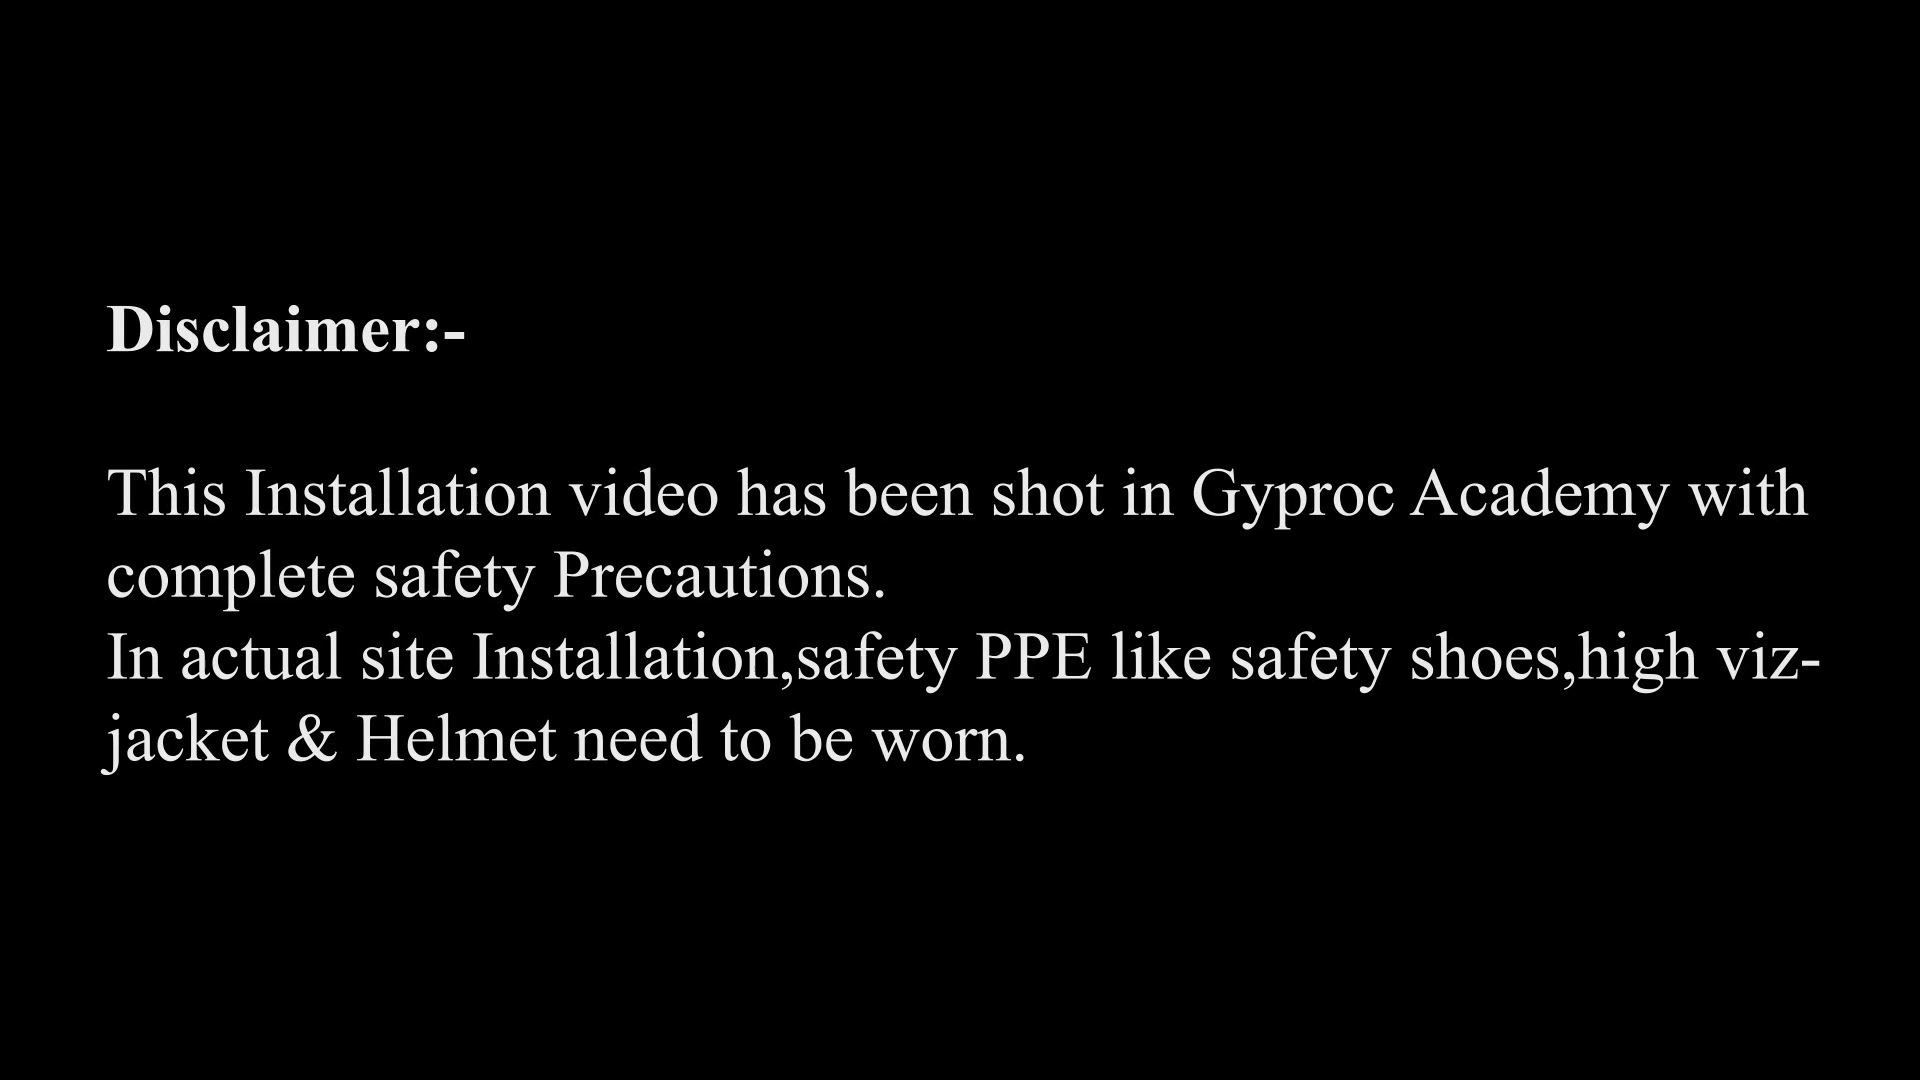 Disclaimer:-
This Installation video has been shot in Gyproc Academy with
complete safety Precautions.
In actual site Installation,safety PPE like safety shoes,high viz-
jacket & Helmet need to be worn.